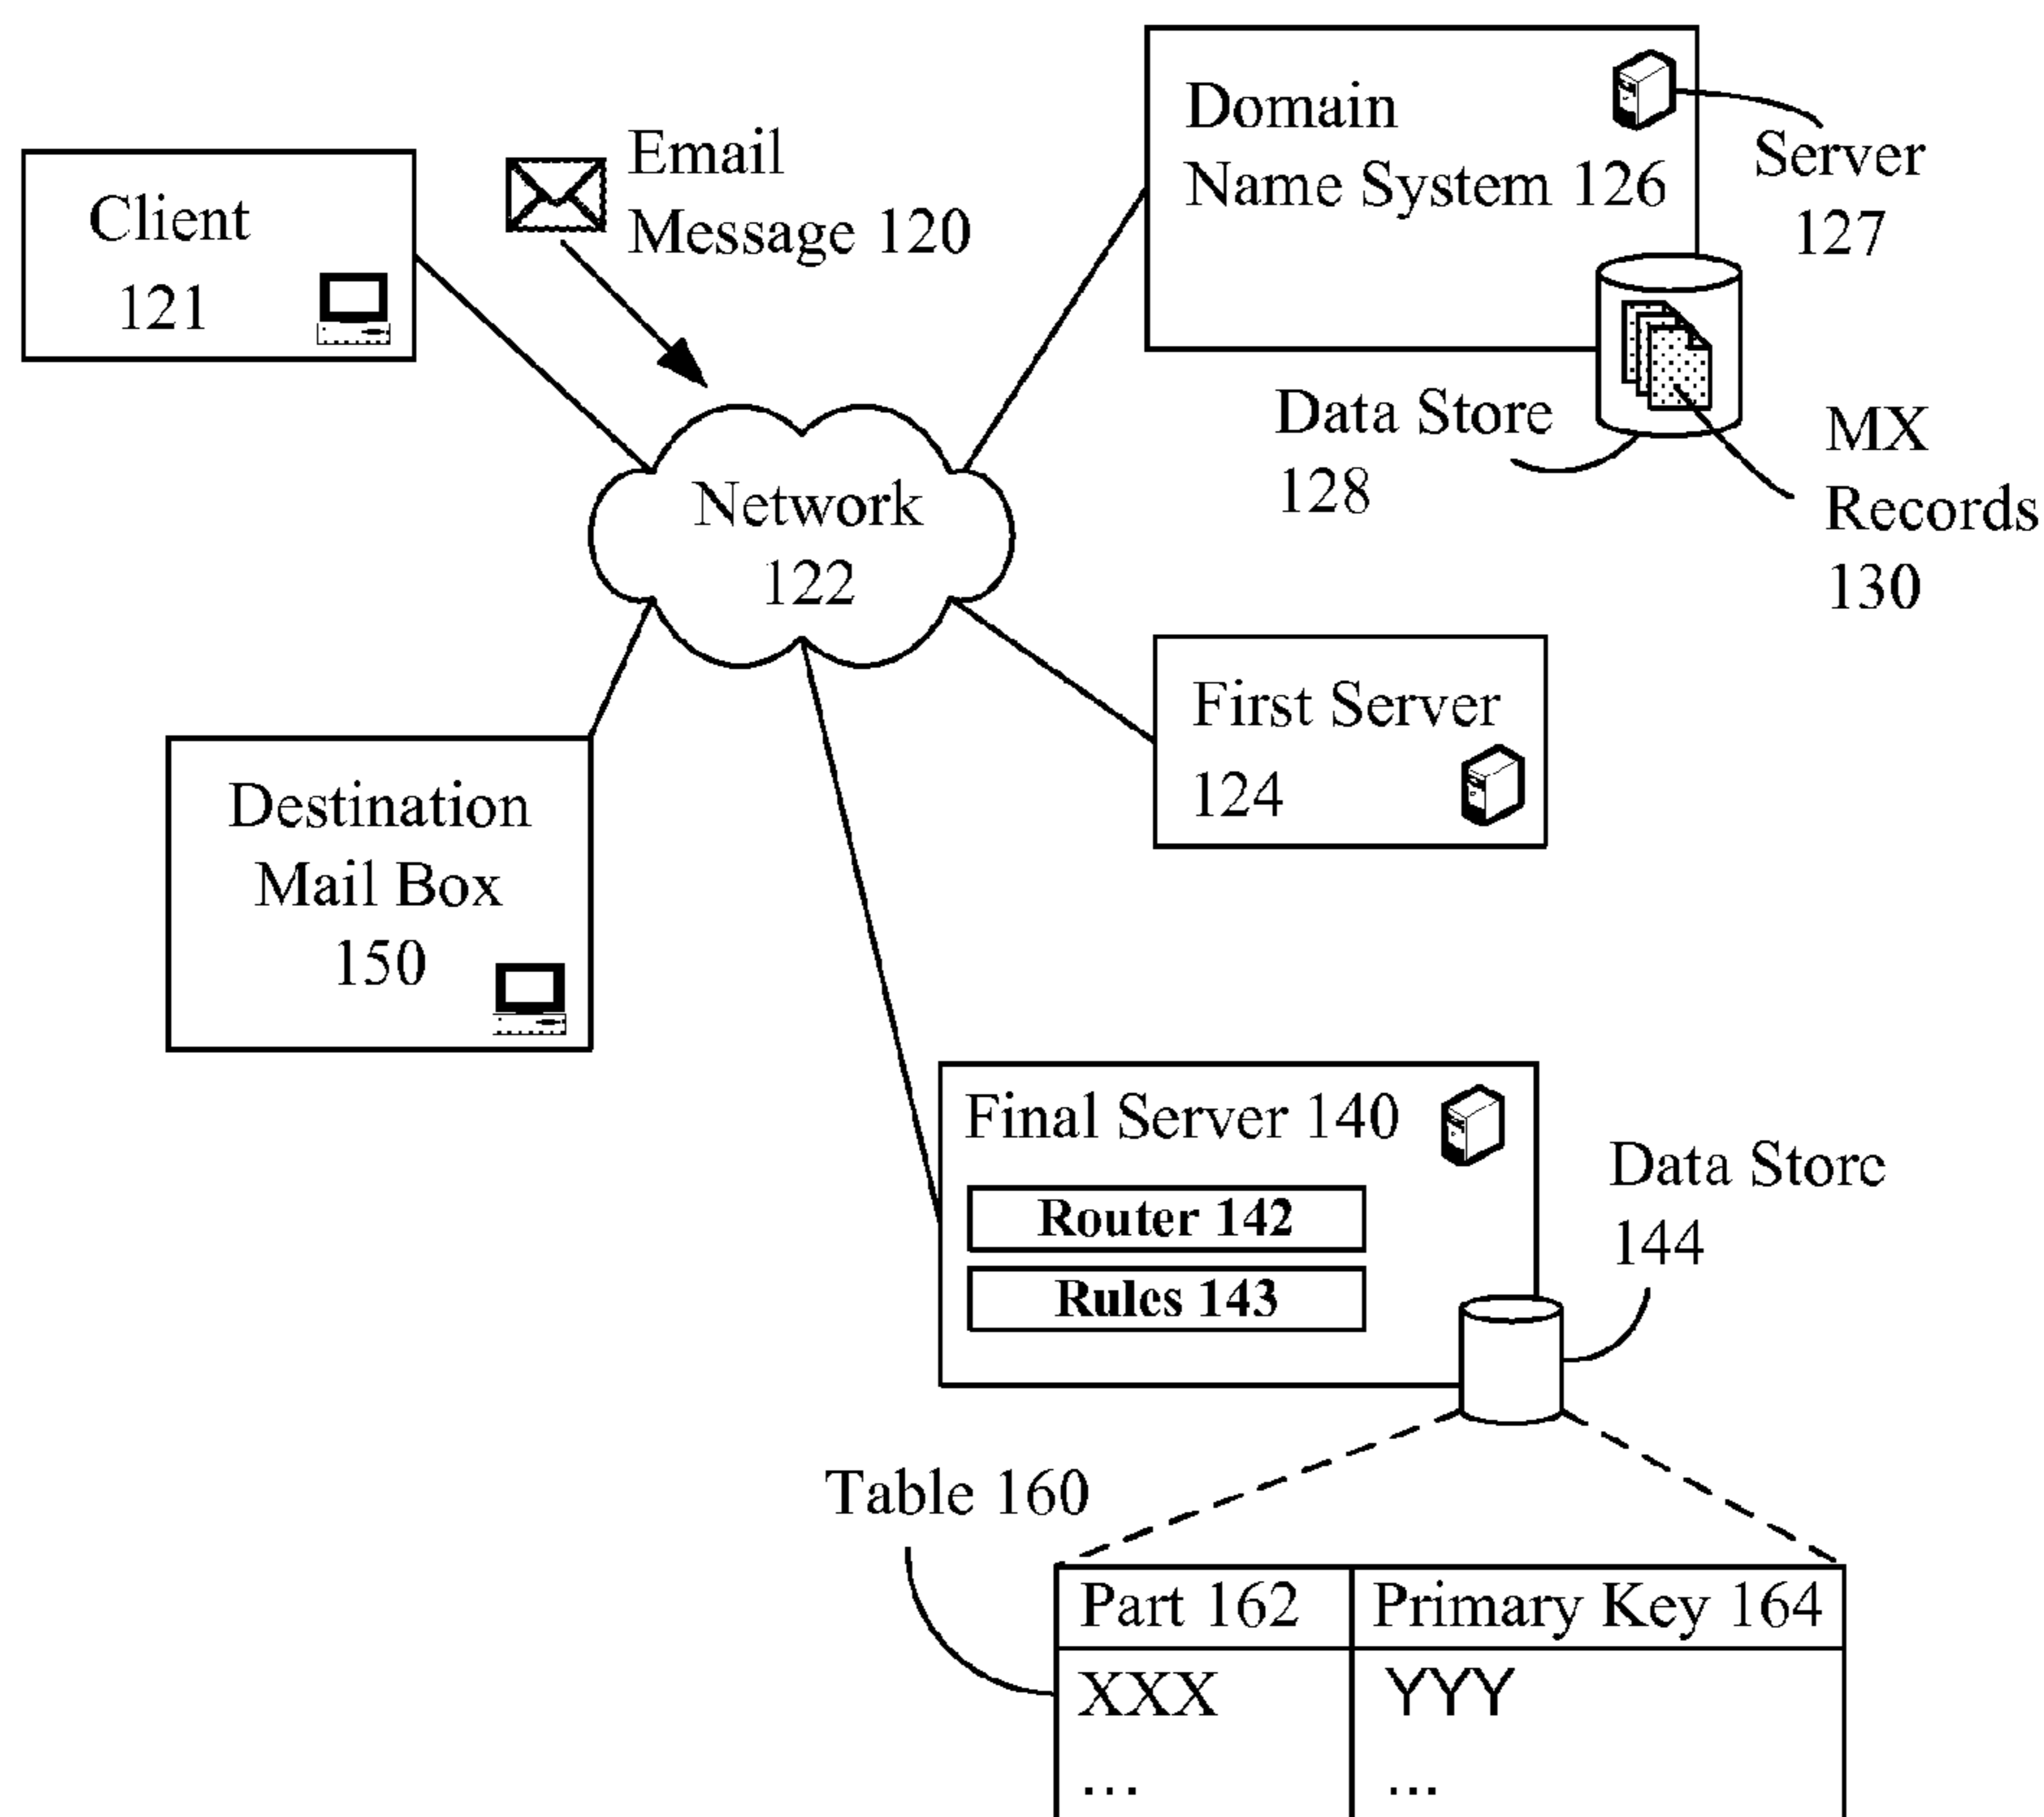 Client
121
Email
Message 120
Domain
Name System 126
Server
127
Data Store
128
MX
Records
130
Network
122
First Server
124
Destination
Mail Box
150
Final Server 140
Router 142
Rules 143
Data Store
144
Table 160
Part 162 Primary Key 164
XXX YYY
... ...